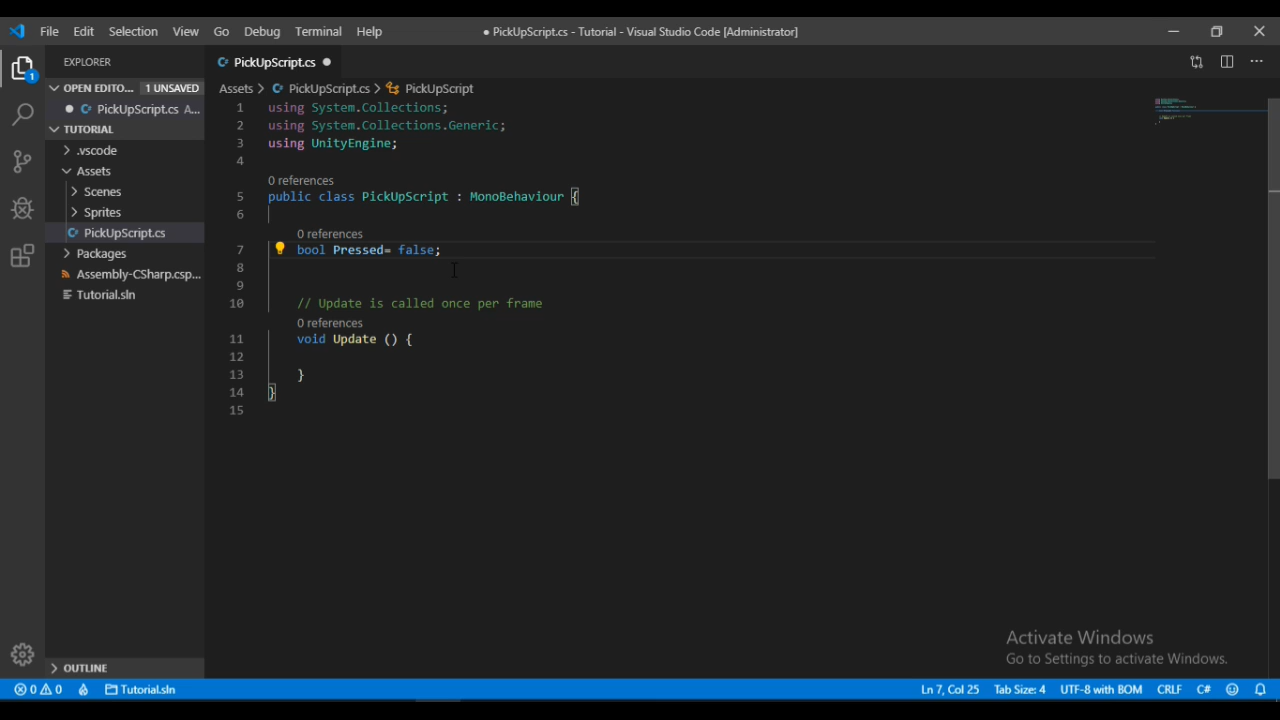 File Edit Selection View Go Debug Terminal Help
● PickUpScript.cs - Tutorial - Visual Studio Code [Administrator]
EXPLORER
PickUpScript.cs
OPEN EDITO... 1 UNSAVED
Assets > PickUpScript.cs > PickUpScript
PickUpScript.cs A...
TUTORIAL
.vscode
Assets
Scenes
Sprites
PickUpScript.cs
Packages
Assembly-CSharp.csp...
Tutorial.sln
OUTLINE
1 using System.Collections;
2 using System.Collections.Generic;
3 using UnityEngine;
4
0 references
5 public class PickUpScript : MonoBehaviour {
6
0 references
7 bool Pressed= false;
8
9
10 // Update is called once per frame
0 references
11 void Update () {
12
13 }
14 }
15
Activate Windows
Go to Settings to activate Windows.
1
0 0 Tutorial.sln
Ln 7, Col 25 Tab Size: 4 UTF-8 with BOM CRLF C#